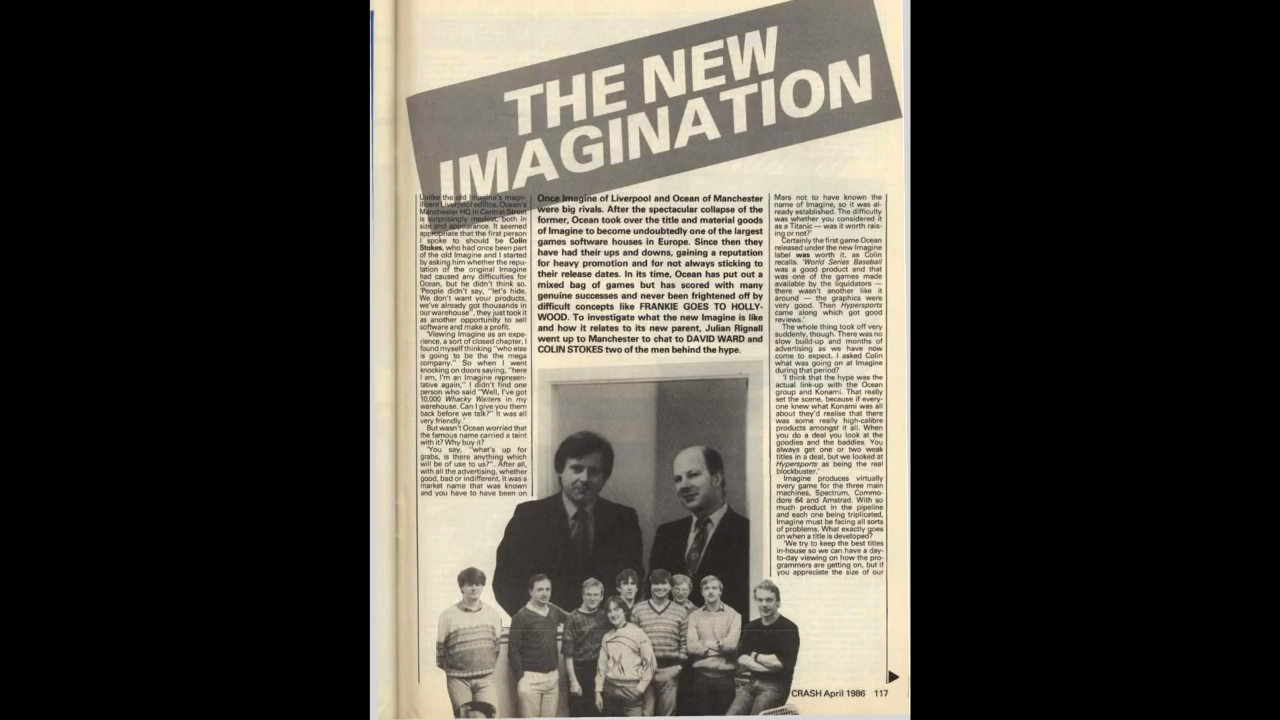 THE NEW
IMAGINATION
Unlike the old Imagine's magn-
ificent Liverpool edifice, Ocean's
Manchester HQ in Central Street
is surprisingly modest, both in
size and appearance. It seemed
appropriate that the first person
I spoke to should be Colin
Stokes, who had once been part
of the old Imagine and I started
by asking him whether the repu-
tation of the original Imagine
had caused any difficulties for
Ocean, but he didn't think so.
'People didn't say, "let's hide.
We don't want your products,
we've already got thousands in
our warehouse", they just took it
as another opportunity to sell
software and make a profit.
'Viewing Imagine as an expe-
rience, a sort of closed chapter, I
found myself thinking "who else
is going to be the the mega
company." So when I went
knocking on doors saying, "here
I am, I'm an Imagine represen-
tative again," I didn't find one
person who said "Well, I've got
10,000 Whacky Waiters in my
warehouse. Can I give you them
back before we talk?" It was all
very friendly.'
But wasn't Ocean worried that
the famous name carried a taint
with it? Why buy it?
'You say, "what's up for
grabs, is there anything which
will be of use to us?". After all,
with all the advertising, whether
good, bad or indifferent, it was a
market name that was known
and you have to have been on
Once Imagine of Liverpool and Ocean of Manchester
were big rivals. After the spectacular collapse of the
former, Ocean took over the title and material goods
of Imagine to become undoubtedly one of the largest
games software houses in Europe. Since then they
have had their ups and downs, gaining a reputation
for heavy promotion and for not always sticking to
their release dates. In its time, Ocean has put out a
mixed bag of games but has scored with many
genuine successes and never been frightened off by
difficult concepts like FRANKIE GOES TO HOLLY-
WOOD. To investigate what the new Imagine is like
and how it relates to its new parent, Julian Rignall
went up to Manchester to chat to DAVID WARD and
COLIN STOKES two of the men behind the hype.
Mars not to have known the
name of Imagine, so it was al-
ready established. The difficulty
was whether you considered it
as a Titanic — was it worth rais-
ing or not?'
Certainly the first game Ocean
released under the new Imagine
label was worth it, as Colin
recalls. 'World Series Baseball
was a good product and that
was one of the games made
available by the liquidators —
there wasn't another like it
around — the graphics were
very good. Then Hypersports
came along which got good
reviews.'
The whole thing took off very
suddenly, though. There was no
slow build-up and months of
advertising as we have now
come to expect. I asked Colin
what was going on at Imagine
during that period?
'I think that the hype was the
actual link-up with the Ocean
group and Konami. That really
set the scene, because if every-
one knew what Konami was all
about they'd realise that there
was some really high-calibre
products amongst it all. When
you do a deal you look at the
goodies and the baddies. You
always get one or two weak
titles in a deal, but we looked at
Hypersports as being the real
blockbuster.'
Imagine produces virtually
every game for the three main
machines, Spectrum, Commo-
dore 64 and Amstrad. With so
much product in the pipeline
and each one being triplicated,
Imagine must be facing all sorts
of problems. What exactly goes
on when a title is developed?
'We try to keep the best titles
in-house so we can have a day-
to-day viewing on how the pro-
grammers are getting on, but if
you appreciate the size of our
CRASH April 1986 117